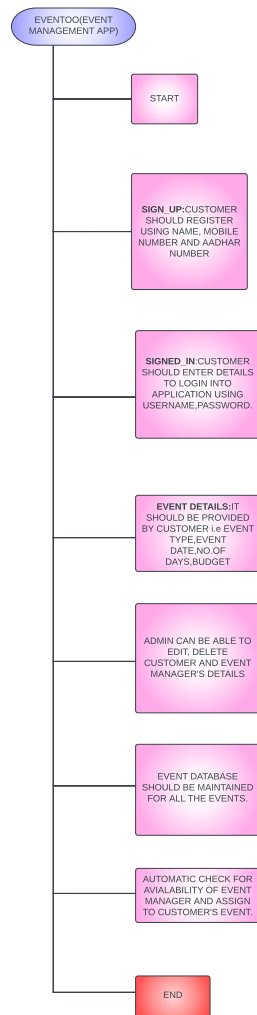 EVENTOO(EVENT
MANAGEMENT APP)
START
SIGN_UP:CUSTOMER
SHOULD REGISTER
USING NAME, MOBILE
NUMBER AND AADHAR
NUMBER
SIGNED_IN:CUSTOMER
SHOULD ENTER DETAILS
TO LOGIN INTO
APPLICATION USING
USERNAME,PASSWORD.
EVENT DETAILS:IT
SHOULD BE PROVIDED
BY CUSTOMER i.e EVENT
TYPE,EVENT
DATE,NO.OF
DAYS,BUDGET
ADMIN CAN BE ABLE TO
EDIT, DELETE
CUSTOMER AND EVENT
MANAGER'S DETAILS
EVENT DATABASE
SHOULD BE MAINTAINED
FOR ALL THE EVENTS.
AUTOMATIC CHECK FOR
AVIALABILITY OF EVENT
MANAGER AND ASSIGN
TO CUSTOMER'S EVENT.
END